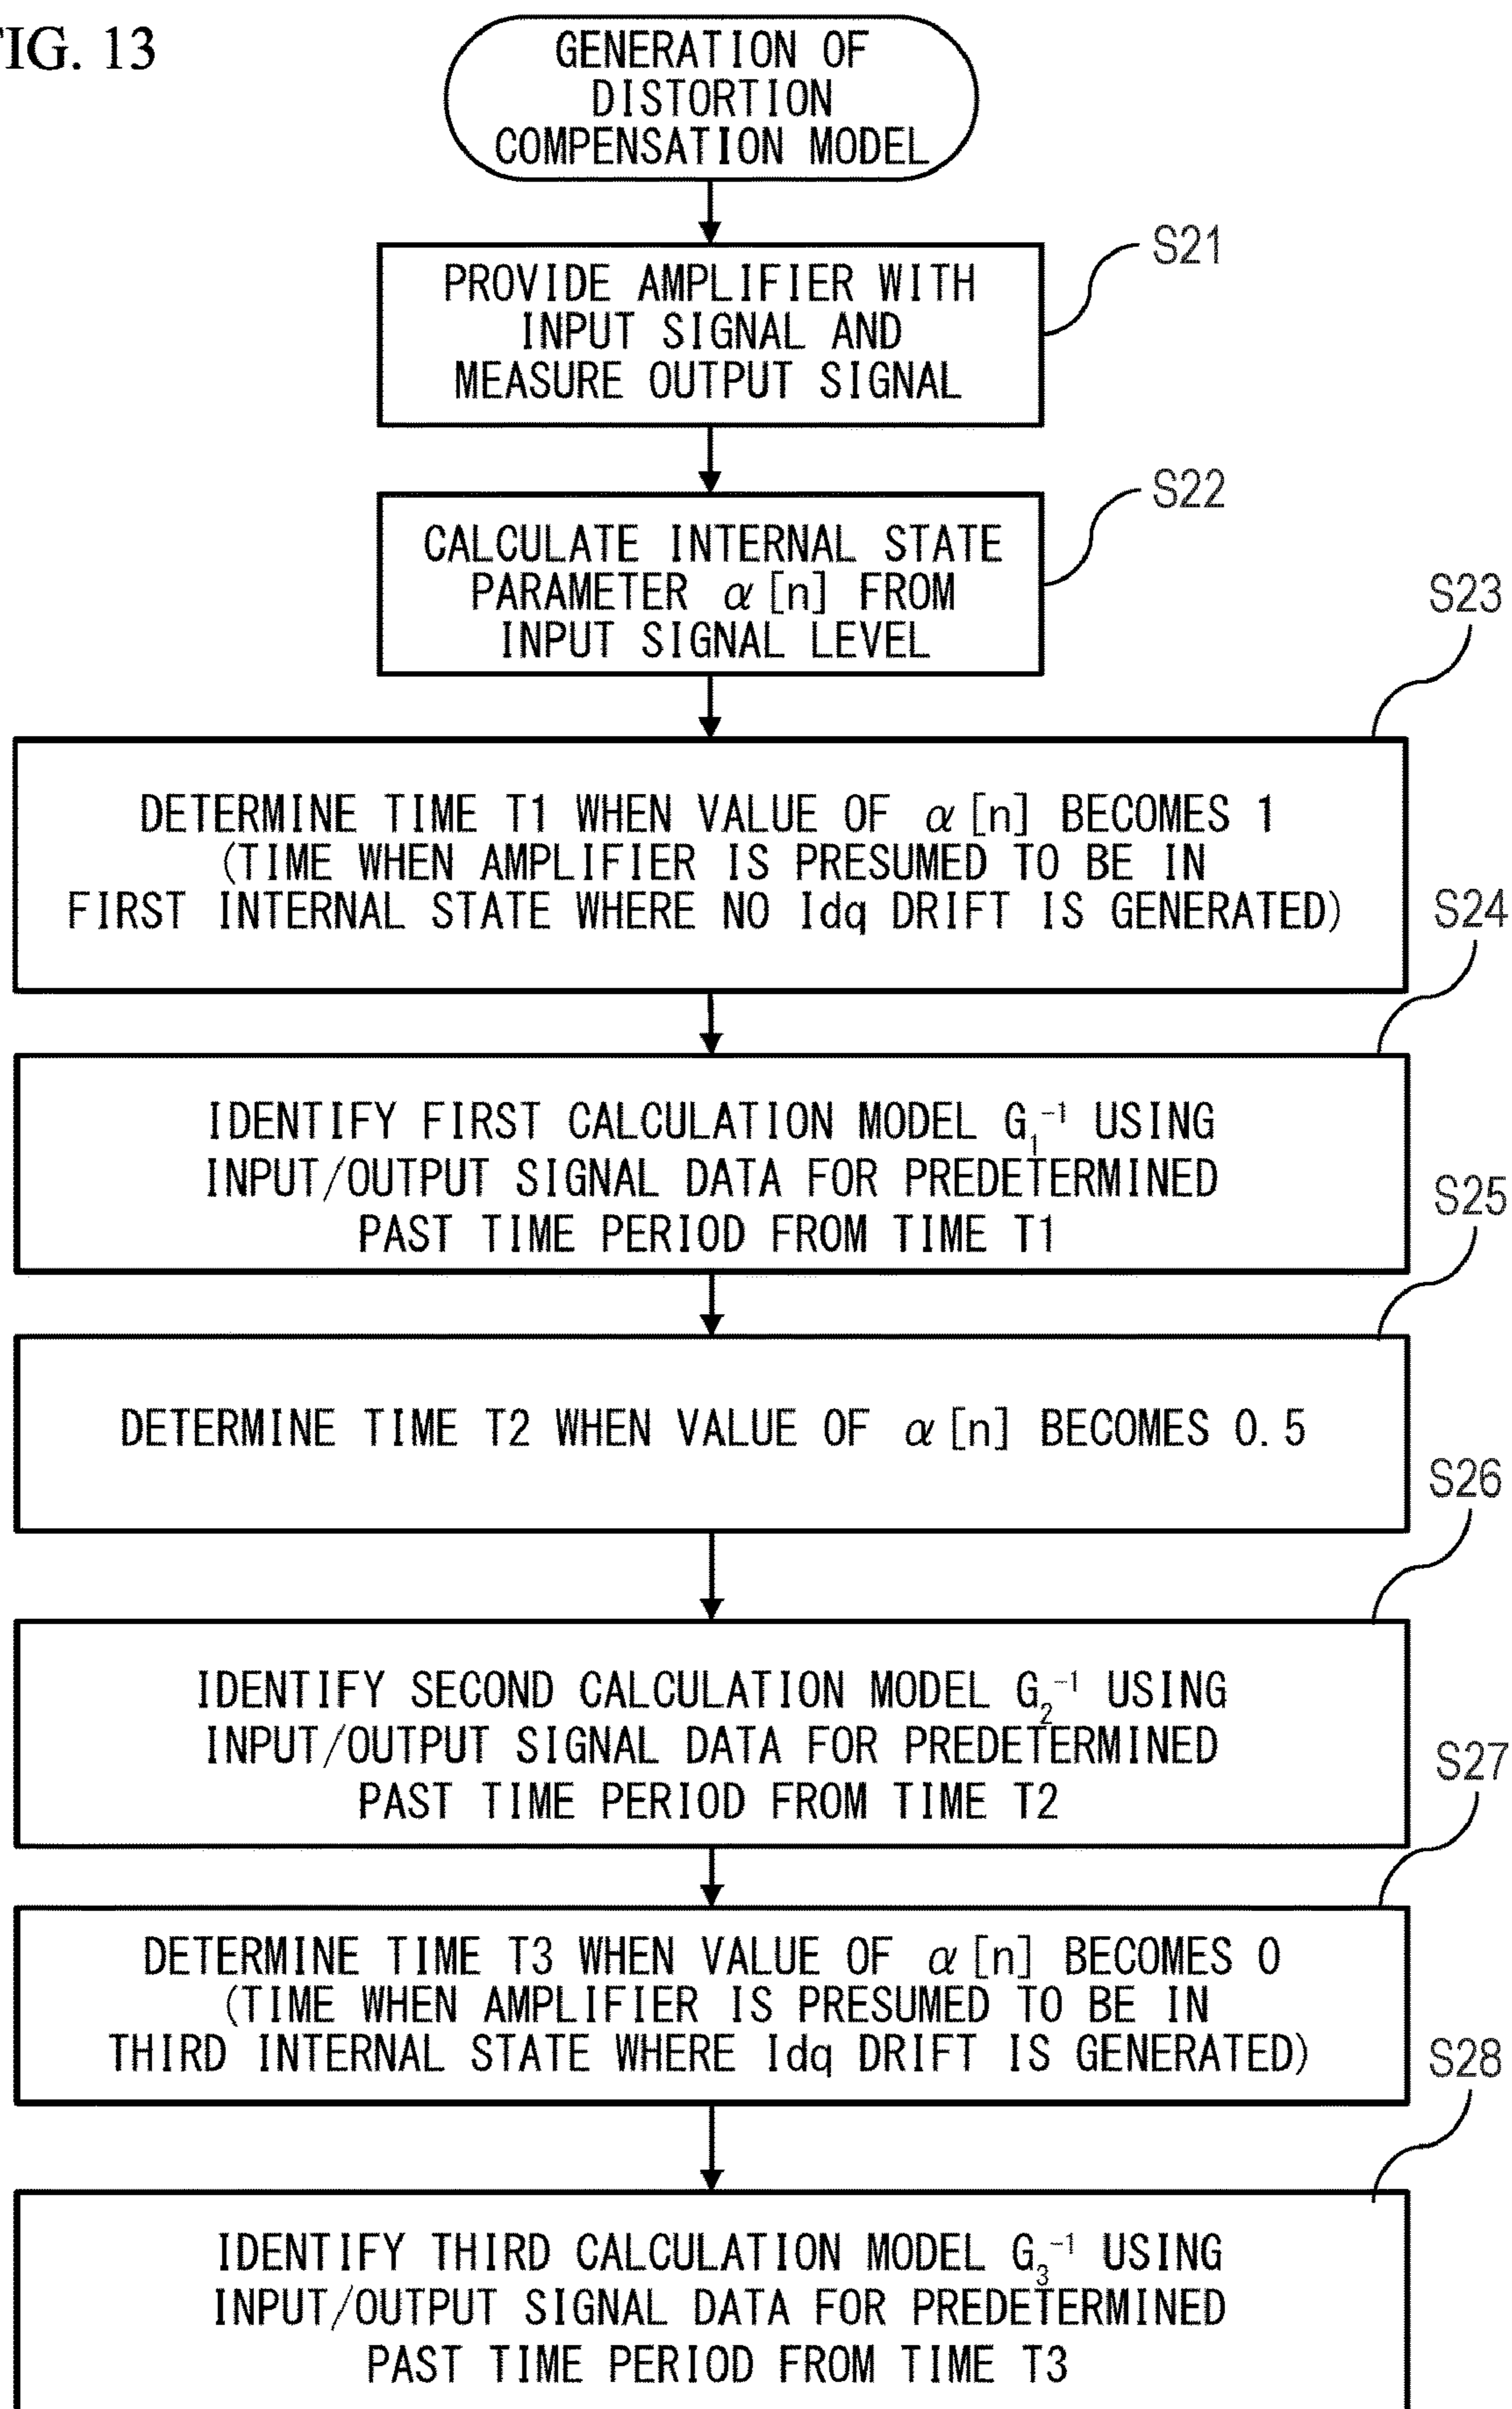 FIG. 13
GENERATION OF
DISTORTION
COMPENSATION MODEL
S21
PROVIDE AMPLIFIER WITH
INPUT SIGNAL AND
MEASURE OUTPUT SIGNAL
S22
CALCULATE INTERNAL STATE
PARAMETER α[n] FROM
INPUT SIGNAL LEVEL
S23
DETERMINE TIME T1 WHEN VALUE OF α[n] BECOMES 1
(TIME WHEN AMPLIFIER IS PRESUMED TO BE IN
FIRST INTERNAL STATE WHERE NO Idq DRIFT IS GENERATED)
S24
IDENTIFY FIRST CALCULATION MODEL G₁⁻¹ USING
INPUT/OUTPUT SIGNAL DATA FOR PREDETERMINED
PAST TIME PERIOD FROM TIME T1
S25
DETERMINE TIME T2 WHEN VALUE OF α[n] BECOMES 0.5
S26
IDENTIFY SECOND CALCULATION MODEL G₂⁻¹ USING
INPUT/OUTPUT SIGNAL DATA FOR PREDETERMINED
PAST TIME PERIOD FROM TIME T2
S27
DETERMINE TIME T3 WHEN VALUE OF α[n] BECOMES 0
(TIME WHEN AMPLIFIER IS PRESUMED TO BE IN
THIRD INTERNAL STATE WHERE Idq DRIFT IS GENERATED)
S28
IDENTIFY THIRD CALCULATION MODEL G₃⁻¹ USING
INPUT/OUTPUT SIGNAL DATA FOR PREDETERMINED
PAST TIME PERIOD FROM TIME T3